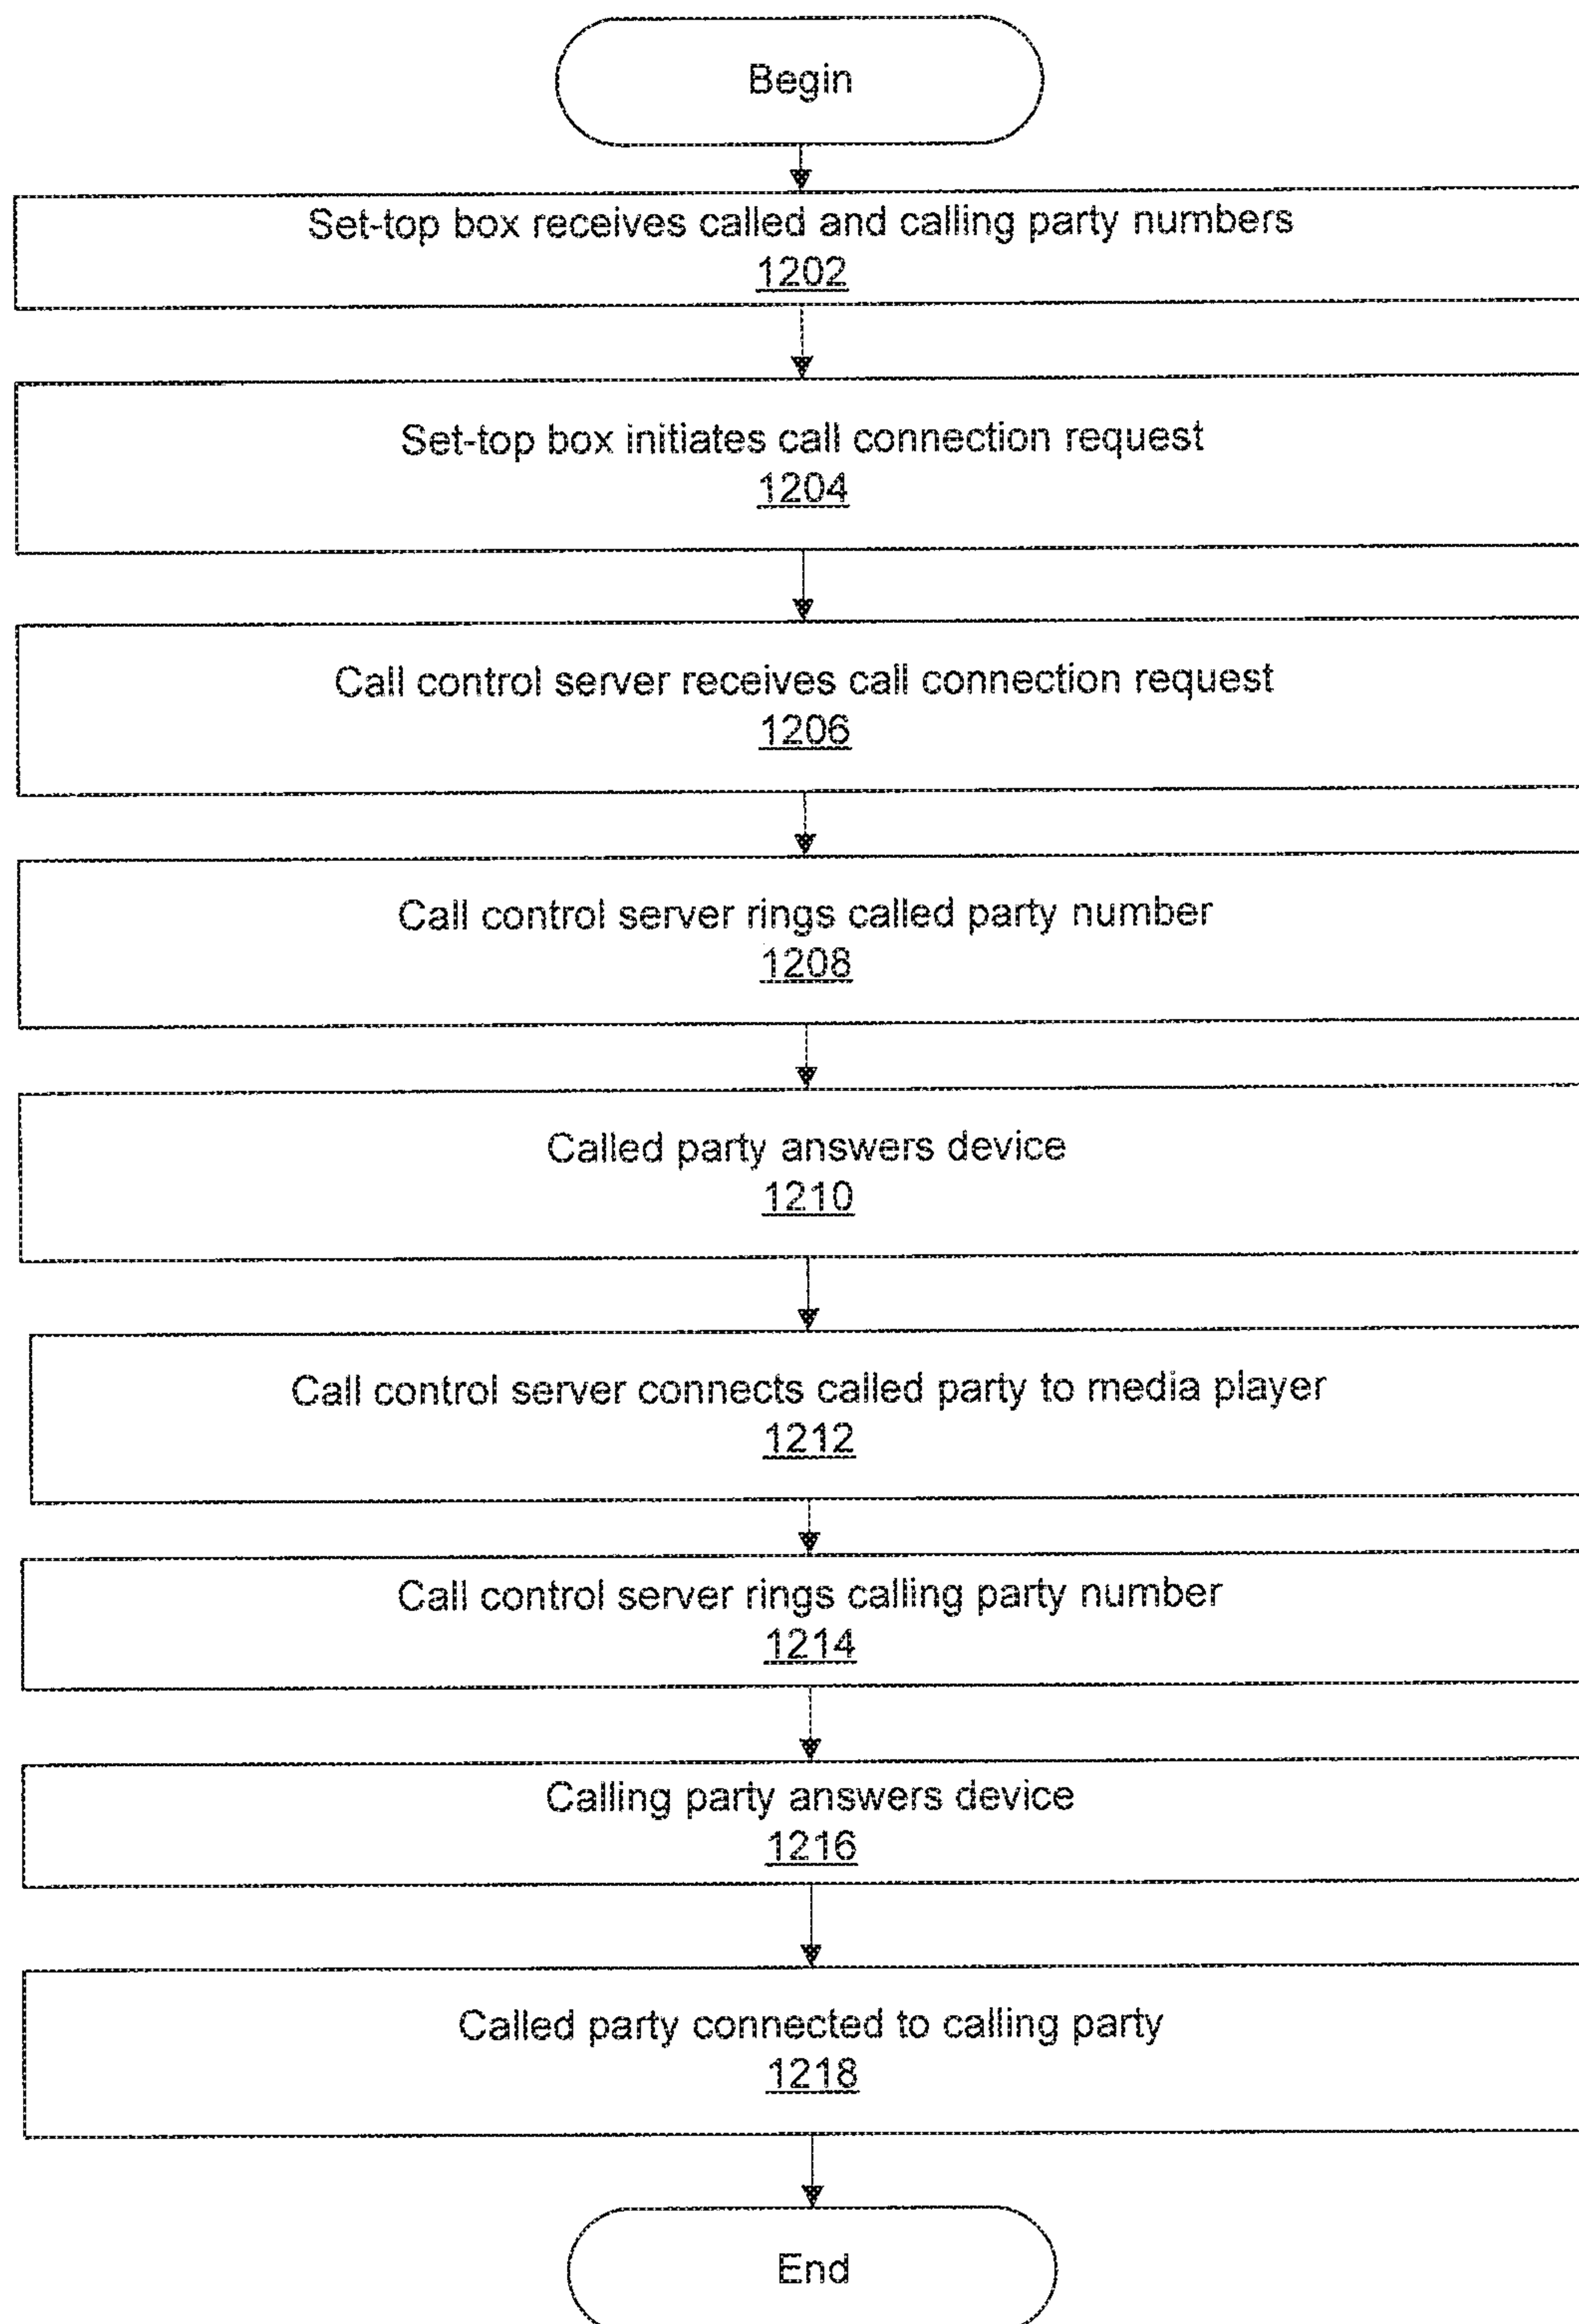 Begin
Set-top box receives called and calling party numbers
1202
Set-top box initiates call connection request
1204
Call control server receives call connection request
1206
Call control server rings called party number
1208
Called party answers device
1210
Call control server connects called party to media player
1212
Call control server rings calling party number
1214
Calling party answers device
1216
Called party connected to calling party
1218
End